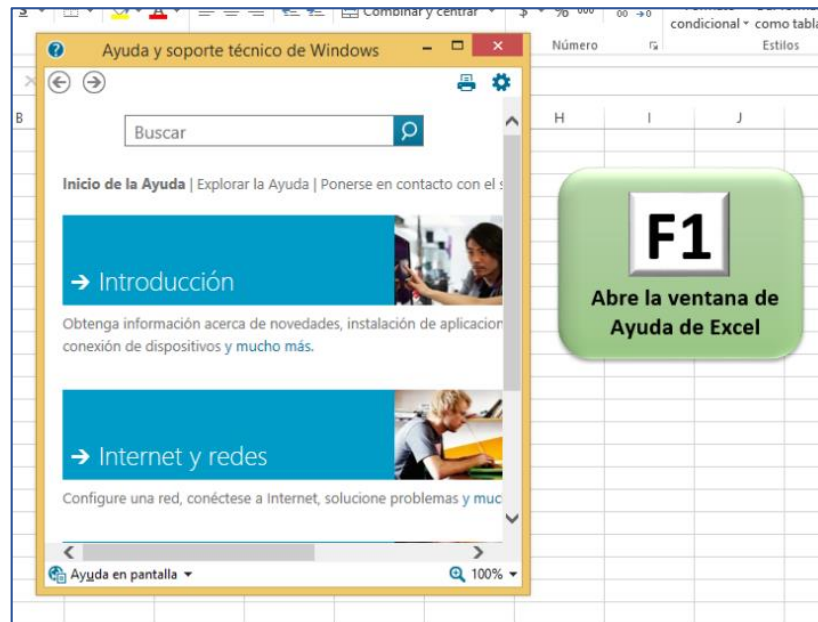 Combinar y centrar
$ % 000
condicional como tabla
Número
Estilos
Ayuda y soporte técnico de Windows
B
H I J
Buscar
Inicio de la Ayuda | Explorar la Ayuda | Ponerse en contacto con el s
→ Introducción
Obtenga información acerca de novedades, instalación de aplicacion
conexión de dispositivos y mucho más.
→ Internet y redes
Configure una red, conéctese a Internet, solucione problemas y muc
Ayuda en pantalla
100%
F1
Abre la ventana de
Ayuda de Excel